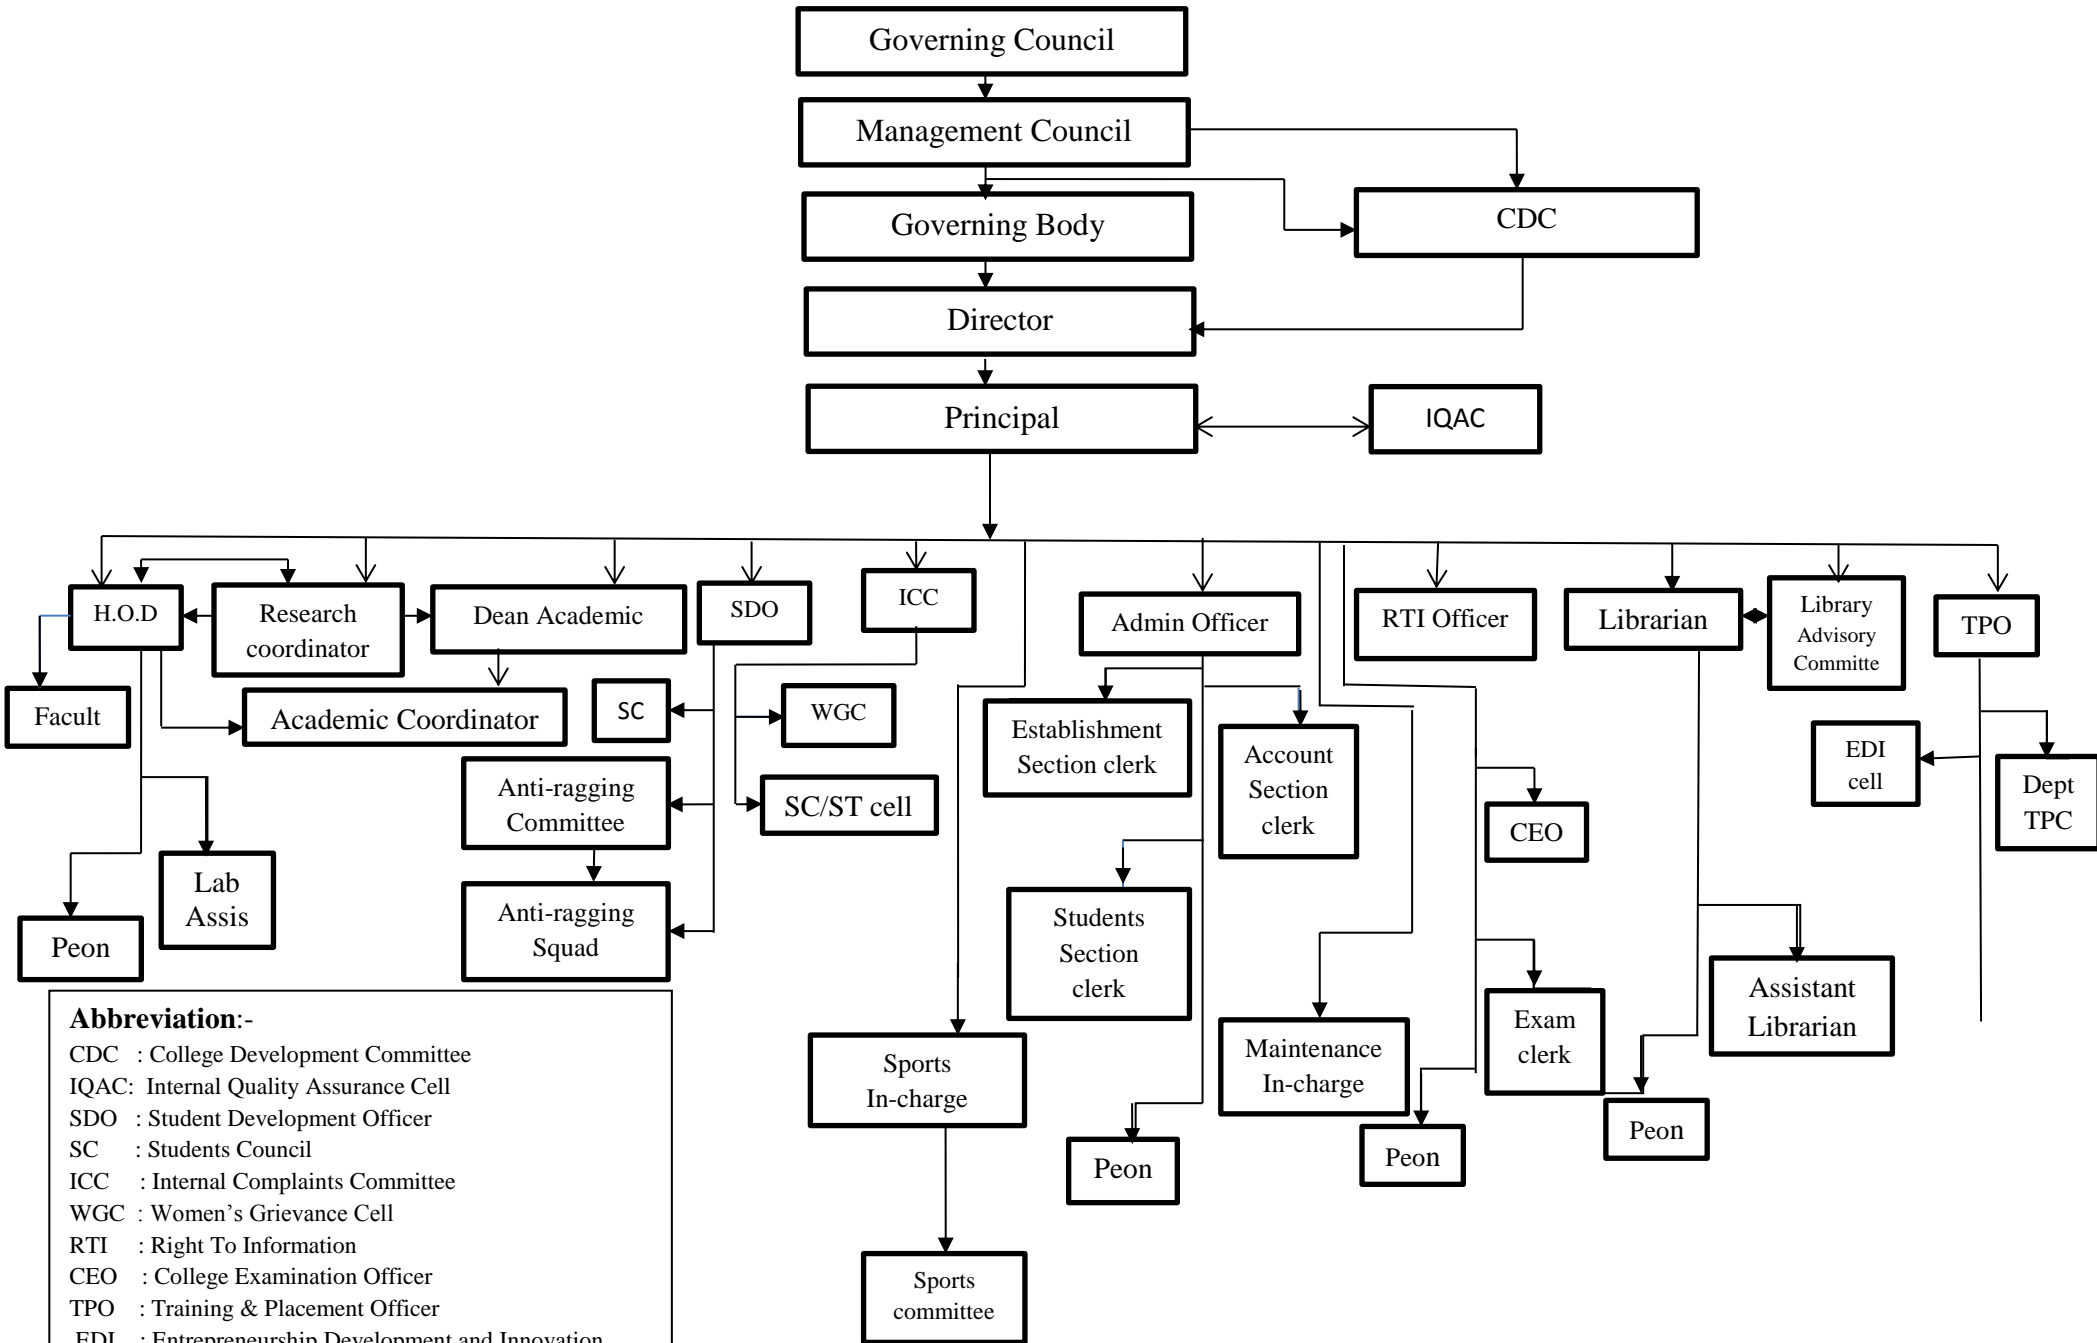 Governing Council
Management Council
Governing Body
CDC
Director
Principal
IQAC
H.O.D
Research
coordinator
Dean Academic
SDO
ICC
Admin Officer
RTI Officer
Librarian
Library
Advisory
Committe
TPO
Facult
Academic Coordinator
SC
WGC
Establishment
Section clerk
Account
Section
clerk
EDI
cell
Dept
TPC
Anti-ragging
Committee
SC/ST cell
CEO
Lab
Assis
Peon
Anti-ragging
Squad
Students
Section
clerk
Assistant
Librarian
Exam
clerk
Sports
In-charge
Maintenance
In-charge
Peon
Peon
Peon
Sports
committee
Abbreviation:-
CDC : College Development Committee
IQAC: Internal Quality Assurance Cell
SDO : Student Development Officer
SC : Students Council
ICC : Internal Complaints Committee
WGC : Women’s Grievance Cell
RTI : Right To Information
CEO : College Examination Officer
TPO : Training & Placement Officer
EDI : Entrepreneurship Development and Innovation